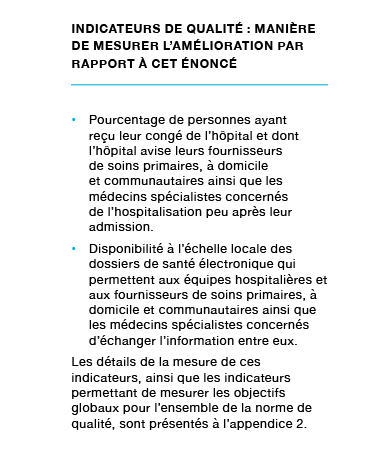 INDICATEURS DE QUALITÉ : MANIÈRE
DE MESURER L'AMÉLIORATION PAR
RAPPORT À CET ÉNONCÉ
• Pourcentage de personnes ayant
reçu leur congé de l'hôpital et dont
l'hôpital avise leurs fournisseurs
de soins primaires, à domicile
et communautaires ainsi que les
médecins spécialistes concernés
de l'hospitalisation peu après leur
admission.
• Disponibilité à l'échelle locale des
dossiers de santé électronique qui
permettent aux équipes hospitalières et
aux fournisseurs de soins primaires, à
domicile et communautaires ainsi que
les médecins spécialistes concernés
d'échanger l'information entre eux.
Les détails de la mesure de ces
indicateurs, ainsi que les indicateurs
permettant de mesurer les objectifs
globaux pour l'ensemble de la norme de
qualité, sont présentés à l'appendice 2.